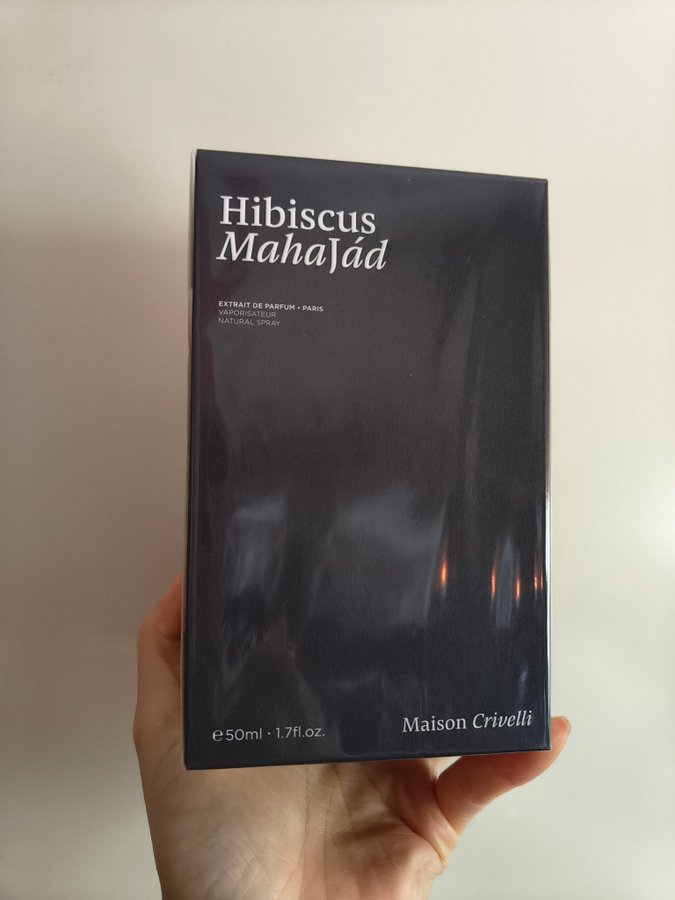 Hibiscus
MahaJád
EXTRAIT DE PARFUM • PARIS
VAPORISATEUR
NATURAL SPRAY
℮50ml · 1.7fl.oz.
Maison Crivelli